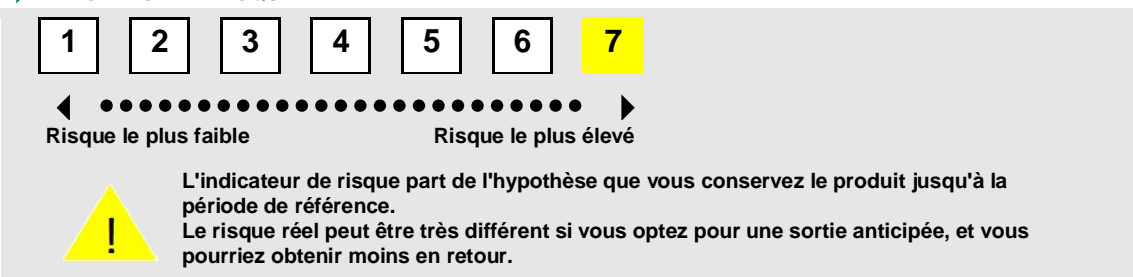 1 2 3 4 5 6 7
Risque le plus faible Risque le plus élevé
L'indicateur de risque part de l'hypothèse que vous conservez le produit jusqu'à la
période de référence.
Le risque réel peut être très différent si vous optez pour une sortie anticipée, et vous
pourriez obtenir moins en retour.
!